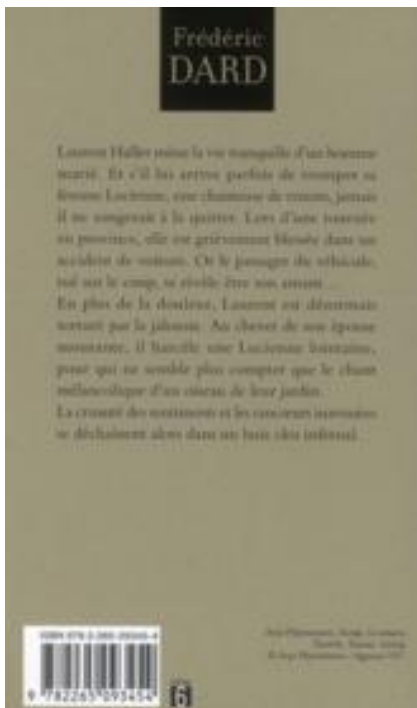 Frédéric
DARD
Laurent Haller mène la vie tranquille d'un homme
marié. Et s'il lui arrive parfois de tromper sa
femme Lucienne, une chanteuse de renom, jamais
il ne songerait à la quitter. Lors d'une tournée
en province, elle est grièvement blessée dans un
accident de voiture. Or le passager du véhicule,
tué sur le coup, se révèle être son amant...
En plus de la douleur, Laurent est désormais
torturé par la jalousie. Au chevet de son épouse
mourante, il harcèle une Lucienne lointaine,
pour qui ne semble plus compter que le chant
mélancolique d'un oiseau de leur jardin.
La cruauté des sentiments et les rancœurs
se déchaînent alors dans un huis clos infernal.
9 782265 093454